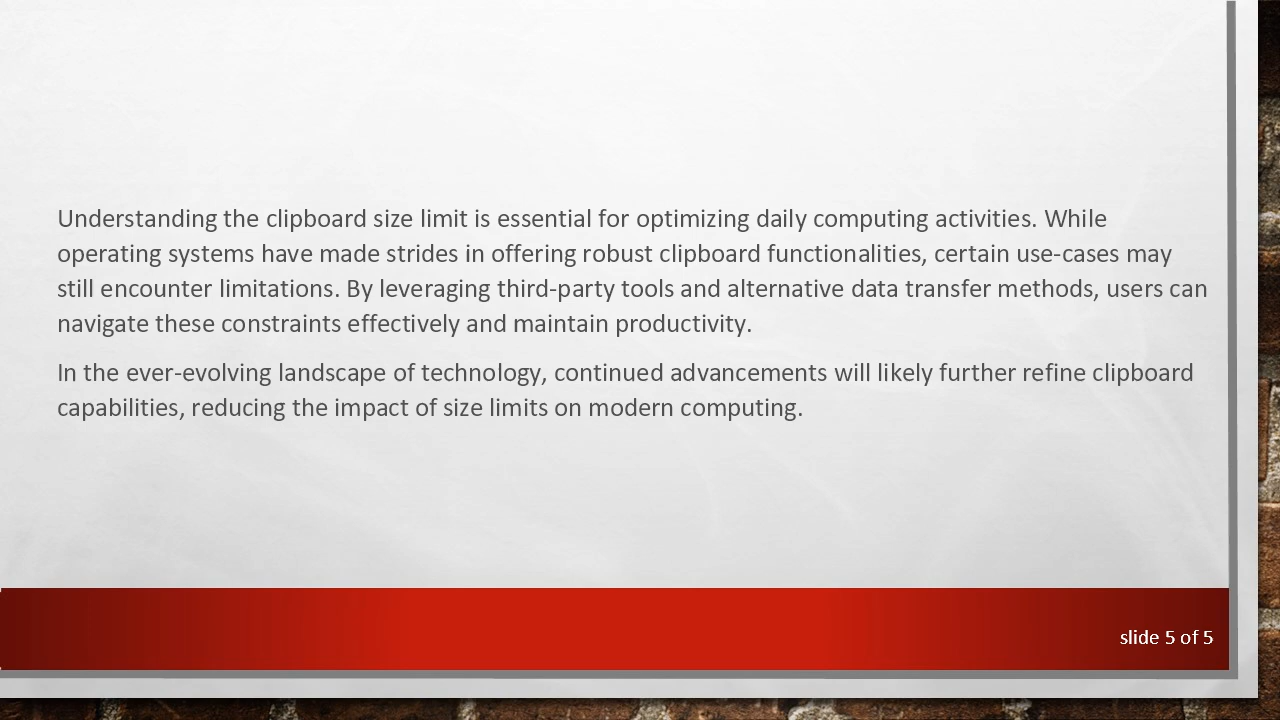 Understanding the clipboard size limit is essential for optimizing daily computing activities. While
operating systems have made strides in offering robust clipboard functionalities, certain use-cases may
still encounter limitations. By leveraging third-party tools and alternative data transfer methods, users can
navigate these constraints effectively and maintain productivity.
In the ever-evolving landscape of technology, continued advancements will likely further refine clipboard
capabilities, reducing the impact of size limits on modern computing.
slide 5 of 5